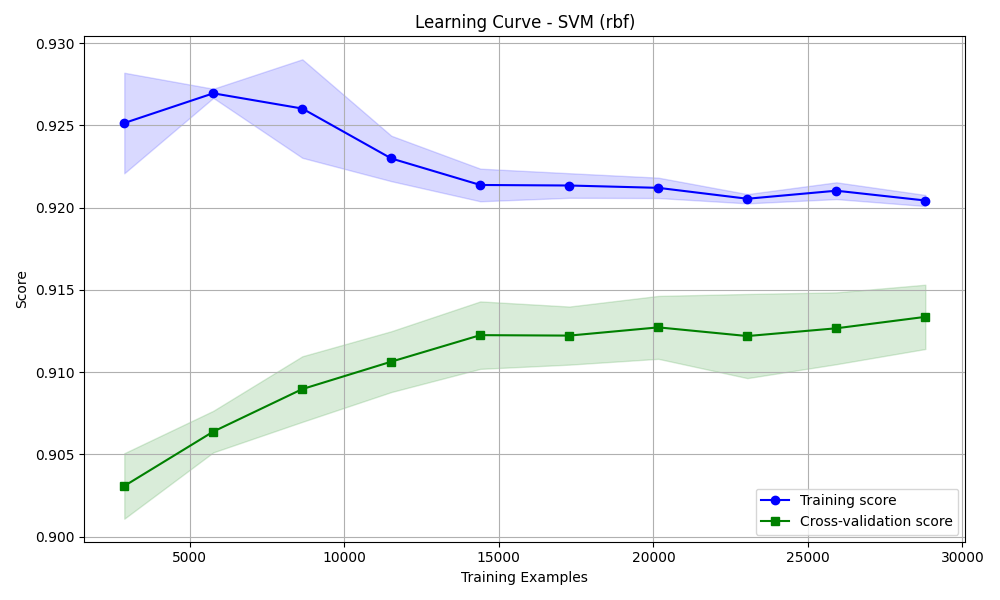 Learning Curve - SVM (rbf)
0.930
0.925
0.920
0.915
0.910
0.905
0.900
Score
5000 10000 15000 20000 25000 30000
Training Examples
Training score
Cross-validation score